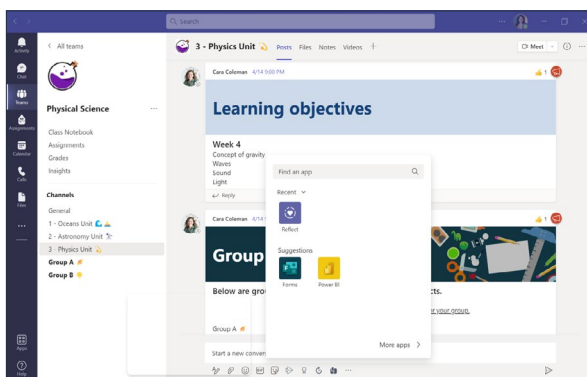 Search
Activity
Chat
Teams
Assignments
Calendar
Calls
Files
Apps
Help
All teams
Physical Science
Class Notebook
Assignments
Grades
Insights
Channels
General
1 - Oceans Unit
2 - Astronomy Unit
3 - Physics Unit
Group A
Group B
3 - Physics Unit
Posts Files Notes Videos
Meet
Cara Coleman 4/14 9:00 PM
1
Learning objectives
Week 4
Concept of gravity
Waves
Sound
Light
Reply
Cara Coleman 4/14
1
Group
Below are
cts.
r your group.
Group A
Start a new conver
Find an app
Recent
Reflect
Suggestions
Forms Power BI
More apps